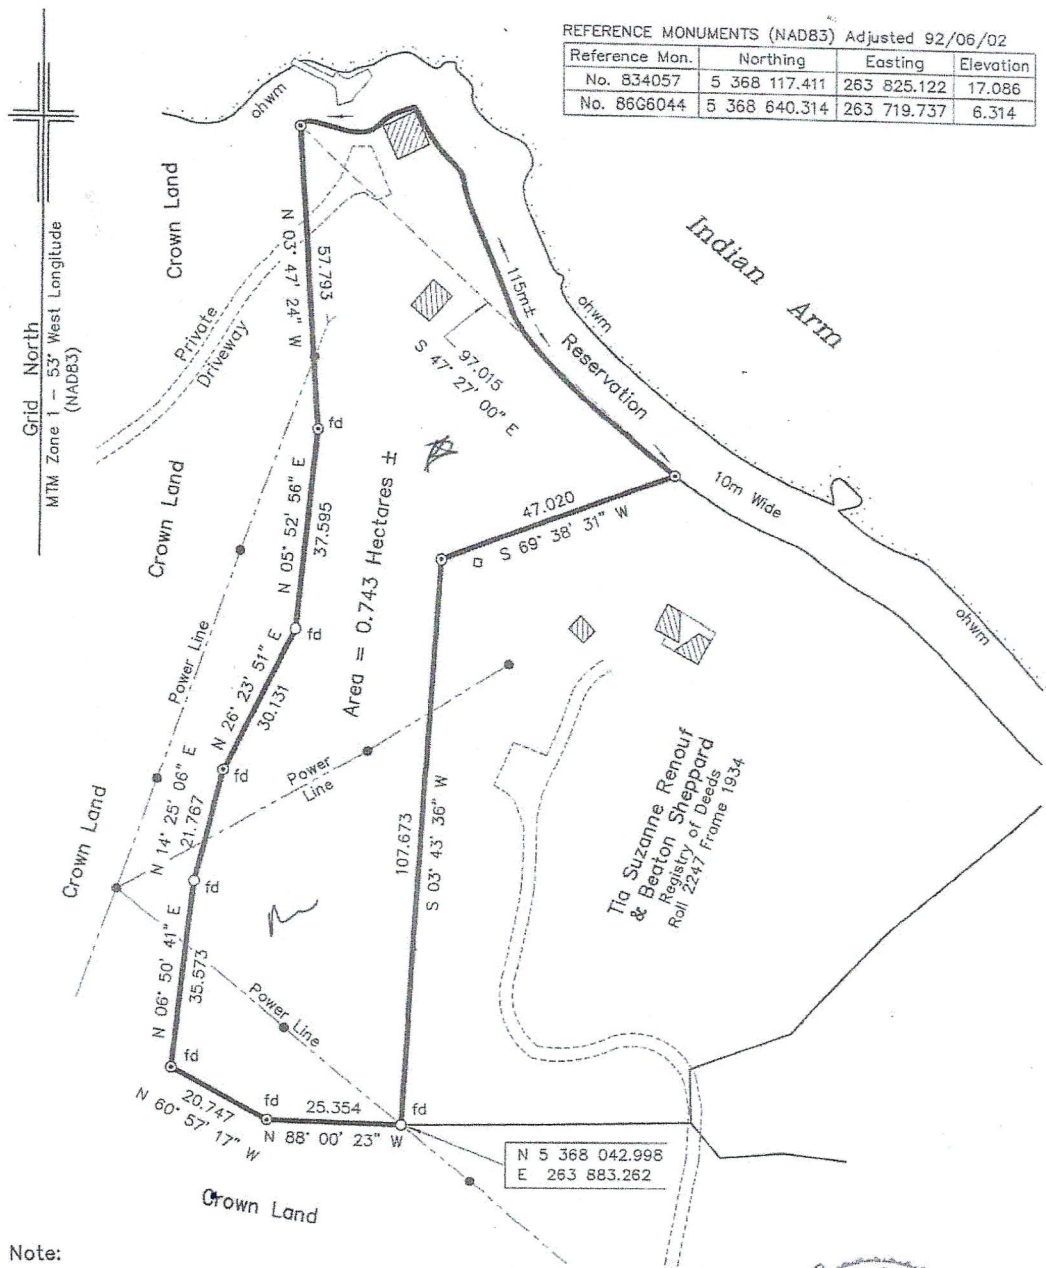 REFERENCE MONUMENTS (NAD83) Adjusted 92/06/02
Reference Mon. Northing Easting Elevation
No. 834057 5 368 117.411 263 825.122 17.086
No. 86G6044 5 368 640.314 263 719.737 6.314
Grid North
MTM Zone 1 - 53° West Longitude
(NAD83)
ohwm
Crown Land
N 03° 47' 24" W
57.793
Private
Driveway
Indian Arm
115m±
ohwm
Reservation
97.015
S 47° 27' 00" E
fd
10m Wide
47.020
S 69° 38' 31" W
Crown Land
N 05° 52' 56" E
37.595
Area = 0.743 Hectares ±
fd
ohwm
Power Line
N 26° 23' 51" E
30.131
fd
Power
Line
Crown Land
N 14° 25' 06" E
21.767
fd
107.673
S 03° 43' 36" W
Tia Suzanne Renouf
& Beaton Sheppard
Registry of Deeds
Roll 2247 Frame 1934
N 06° 50' 41" E
35.573
Power Line
fd
20.747
N 60° 57' 17" W
fd
25.354
N 88° 00' 23" W
fd
N 5 368 042.998
E 263 883.262
Crown Land
Note: